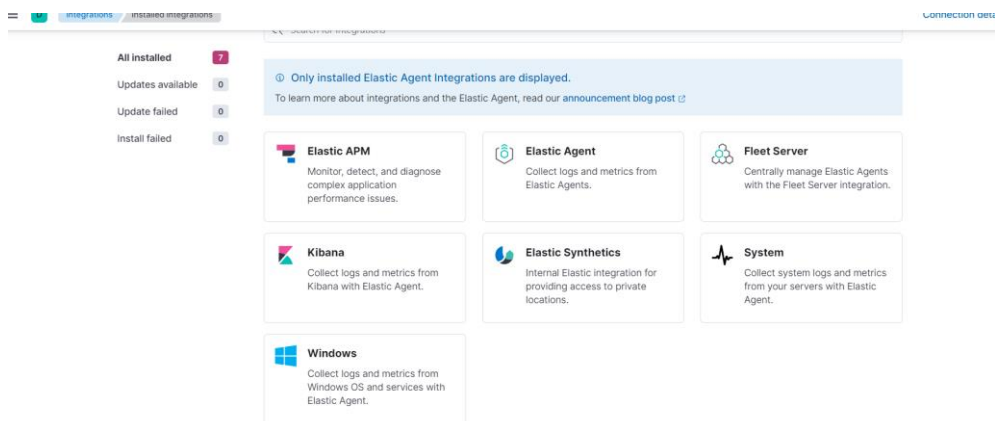 D Integrations Installed integrations
Connection deta
Search for integrations
All installed 7
Updates available 0
Update failed 0
Install failed 0
Only installed Elastic Agent Integrations are displayed.
To learn more about integrations and the Elastic Agent, read our announcement blog post
Elastic APM
Monitor, detect, and diagnose
complex application
performance issues.
Elastic Agent
Collect logs and metrics from
Elastic Agents.
Fleet Server
Centrally manage Elastic Agents
with the Fleet Server integration.
Kibana
Collect logs and metrics from
Kibana with Elastic Agent.
Elastic Synthetics
Internal Elastic integration for
providing access to private
locations.
System
Collect system logs and metrics
from your servers with Elastic
Agent.
Windows
Collect logs and metrics from
Windows OS and services with
Elastic Agent.